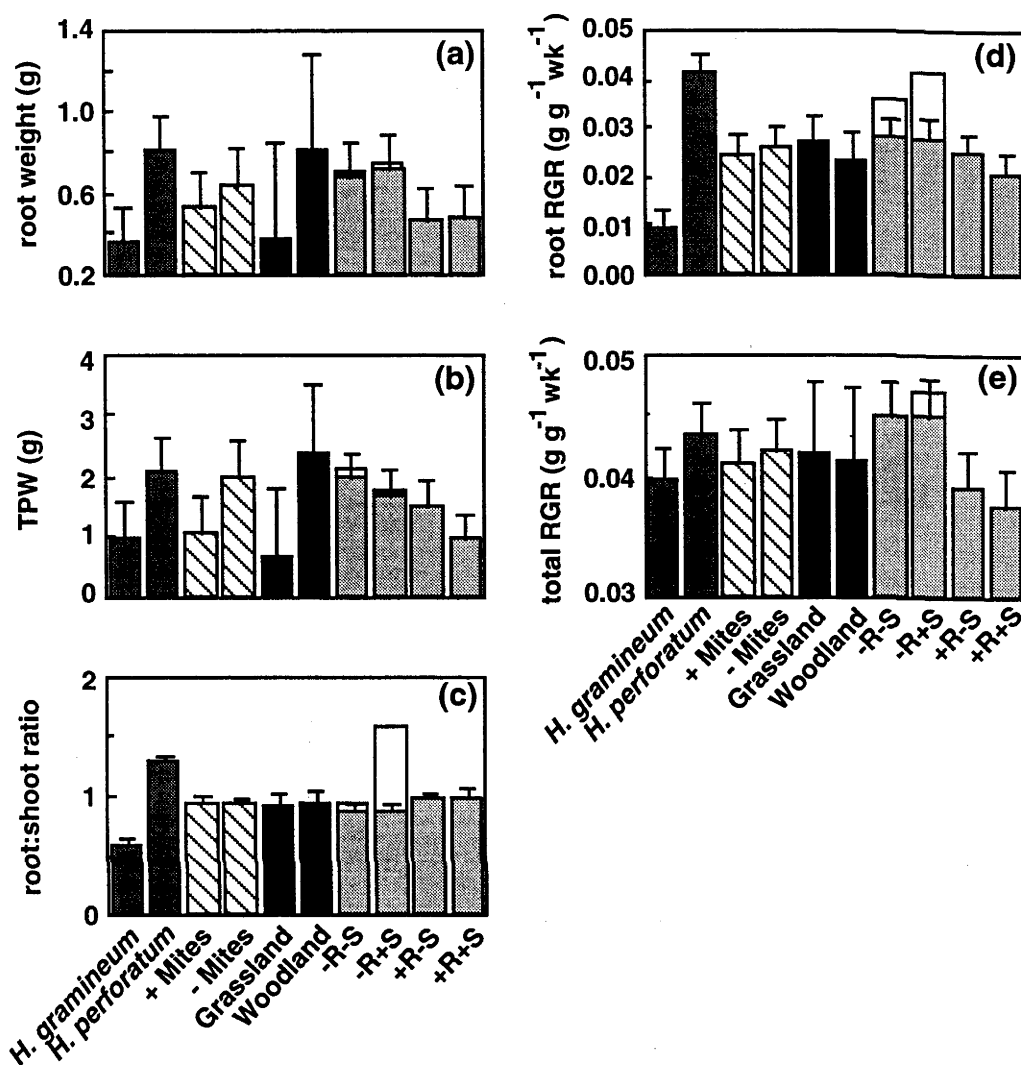 (a)
root weight (g)
1.4
1.0
0.6
0.2
(b)
TPW (g)
4
3
2
1
0
(c)
root:shoot ratio
2
1
0
H. gramineum
H. perforatum
+ Mites
- Mites
Grassland
Woodland
-R-S
-R+S
+R-S
+R+S
(d)
root RGR (g g-1wk-1)
0.05
0.04
0.03
0.02
0.01
0.00
(e)
total RGR (g g-1 wk-1)
0.05
0.04
0.03
H. gramineum
H. perforatum
+ Mites
- Mites
Grassland
Woodland
-R-S
-R+S
+R-S
+R+S